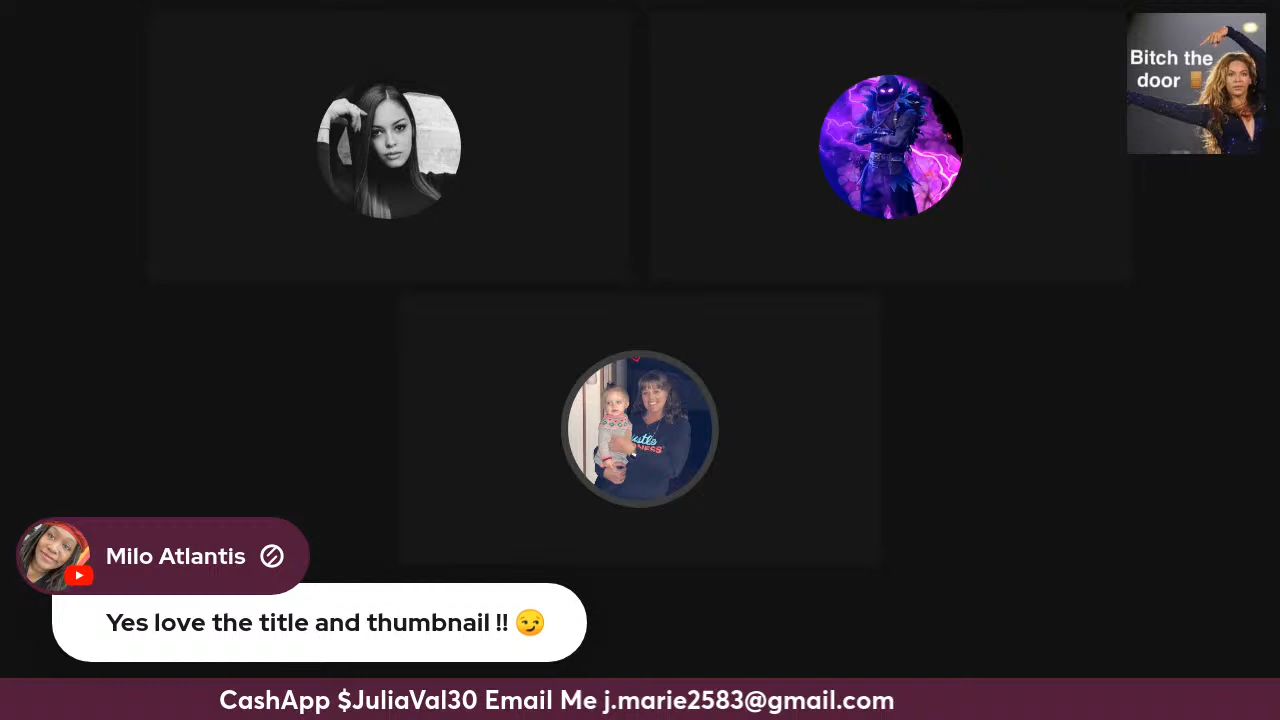 Bitch the
door
Milo Atlantis
Yes love the title and thumbnail !! 😏
CashApp $JuliaVal30 Email Me j.marie2583@gmail.com